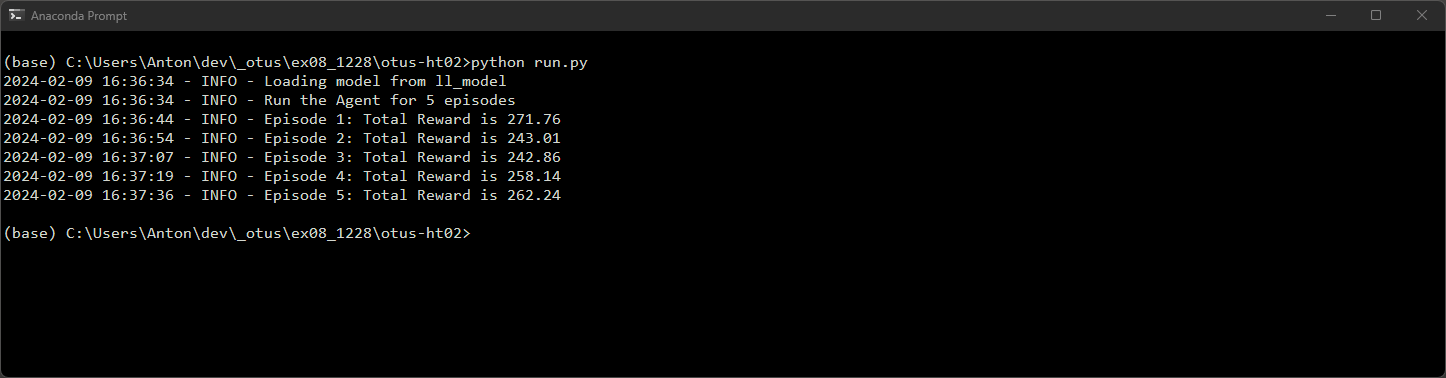 Anaconda Prompt
(base) C:\Users\Anton\dev\_otus\ex08_1228\otus-ht02>python run.py
2024-02-09 16:36:34 - INFO - Loading model from ll_model
2024-02-09 16:36:34 - INFO - Run the Agent for 5 episodes
2024-02-09 16:36:44 - INFO - Episode 1: Total Reward is 271.76
2024-02-09 16:36:54 - INFO - Episode 2: Total Reward is 243.01
2024-02-09 16:37:07 - INFO - Episode 3: Total Reward is 242.86
2024-02-09 16:37:19 - INFO - Episode 4: Total Reward is 258.14
2024-02-09 16:37:36 - INFO - Episode 5: Total Reward is 262.24
(base) C:\Users\Anton\dev\_otus\ex08_1228\otus-ht02>